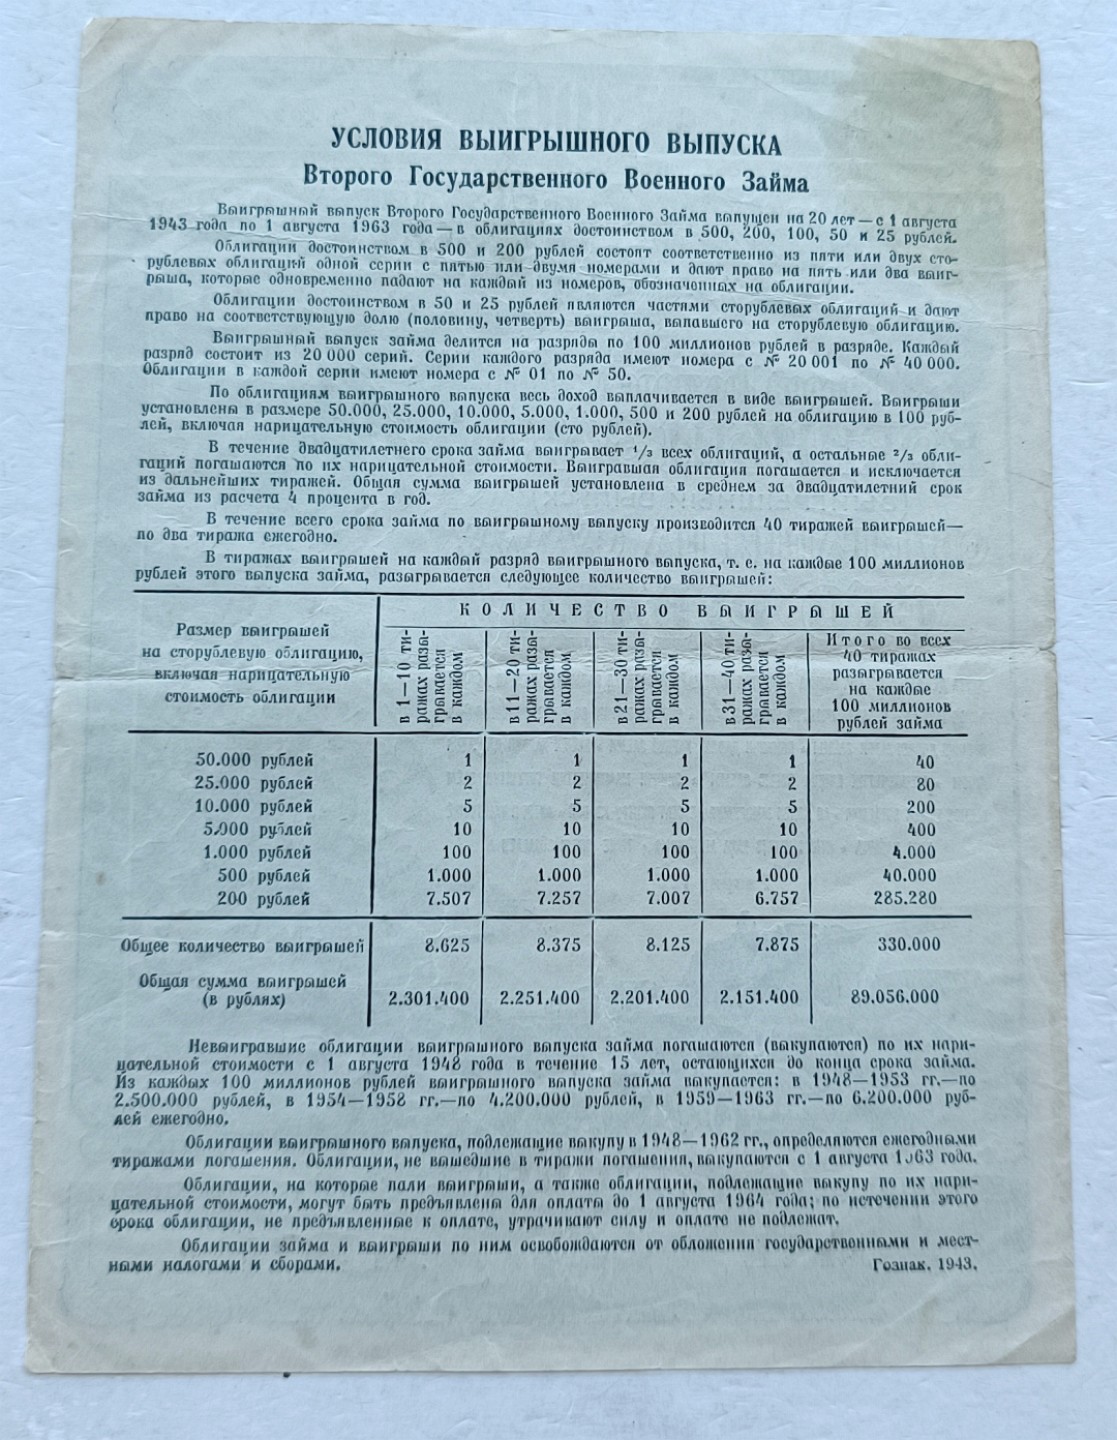 УСЛОВИЯ ВЫИГРЫШНОГО ВЫПУСКА
Второго Государственного Военного Займа
Выигрышный выпуск Второго Государственного Военного Займа выпущен на 20 лет — с 1 августа
1943 года по 1 августа 1963 года — в облигациях достоинством в 500, 200, 100, 50 и 25 рублей.
Облигации достоинством в 500 и 200 рублей состоят соответственно из пяти или двух сто-
рублевых облигаций одной серии с пятью или двумя номерами и дают право на пять или два выиг-
рыша, которые одновременно падают на каждый из номеров, обозначенных на облигации.
Облигации достоинством в 50 и 25 рублей являются частями сторублевых облигаций и дают
право на соответствующую долю (половину, четверть) выигрыша, выпавшего на сторублевую облигацию.
Выигрышный выпуск займа делится на разряды по 100 миллионов рублей в разряде. Каждый
разряд состоит из 20 000 серий. Серии каждого разряда имеют номера с № 20 001 по № 40 000.
Облигации в каждой серии имеют номера с № 01 по № 50.
По облигациям выигрышного выпуска весь доход выплачивается в виде выигрышей. Выигрыши
установлены в размере 50.000, 25.000, 10.000, 5.000, 1.000, 500 и 200 рублей на облигацию в 100 руб-
лей, включая нарицательную стоимость облигации (сто рублей).
В течение двадцатилетнего срока займа выигрывает 1/3 всех облигаций, а остальные 2/3 обли-
гаций погашаются по их нарицательной стоимости. Выигравшая облигация погашается и исключается
из дальнейших тиражей. Общая сумма выигрышей установлена в среднем за двадцатилетний срок
займа из расчета 4 процента в год.
В течение всего срока займа по выигрышному выпуску производится 40 тиражей выигрышей—
по два тиража ежегодно.
В тиражах выигрышей на каждый разряд выигрышного выпуска, т. е. на каждые 100 миллионов
рублей этого выпуска займа, разыгрывается следующее количество выигрышей:
Размер выигрышей
на сторублевую облигацию,
включая нарицательную
стоимость облигации
КОЛИЧЕСТВО ВЫИГРЫШЕЙ
в 1—10 ти-
ражах разы-
грывается
в каждом
в 11—20 ти-
ражах разы-
грывается
в каждом
в 21—30 ти-
ражах разы-
грывается
в каждом
в 31—40 ти-
ражах разы-
грывается
в каждом
Итого во всех
40 тиражах
разыгрывается
на каждые
100 миллионов
рублей займа
50.000 рублей 1 1 1 1 40
25.000 рублей 2 2 2 2 80
10.000 рублей 5 5 5 5 200
5.000 рублей 10 10 10 10 400
1.000 рублей 100 100 100 100 4.000
500 рублей 1.000 1.000 1.000 1.000 40.000
200 рублей 7.507 7.257 7.007 6.757 285.280
Общее количество выигрышей 8.625 8.375 8.125 7.875 330.000
Общая сумма выигрышей
(в рублях) 2.301.400 2.251.400 2.201.400 2.151.400 89.056.000
Невыигравшие облигации выигрышного выпуска займа погашаются (выкупаются) по их нари-
цательной стоимости с 1 августа 1948 года в течение 15 лет, остающихся до конца срока займа.
Из каждых 100 миллионов рублей выигрышного выпуска займа выкупается: в 1948—1953 гг.—по
2.500.000 рублей, в 1954—1958 гг.—по 4.200.000 рублей, в 1959—1963 гг.—по 6.200.000 руб-
лей ежегодно.
Облигации выигрышного выпуска, подлежащие выкупу в 1948—1962 гг., определяются ежегодными
тиражами погашения. Облигации, не вышедшие в тиражи погашения, выкупаются с 1 августа 1963 года.
Облигации, на которые пали выигрыши, а также облигации, подлежащие выкупу по их нари-
цательной стоимости, могут быть предъявлены для оплаты до 1 августа 1964 года; по истечении этого
срока облигации, не предъявленные к оплате, утрачивают силу и оплате не подлежат.
Облигации займа и выигрыши по ним освобождаются от обложения государственными и мест-
ными налогами и сборами.
Гознак. 1943.